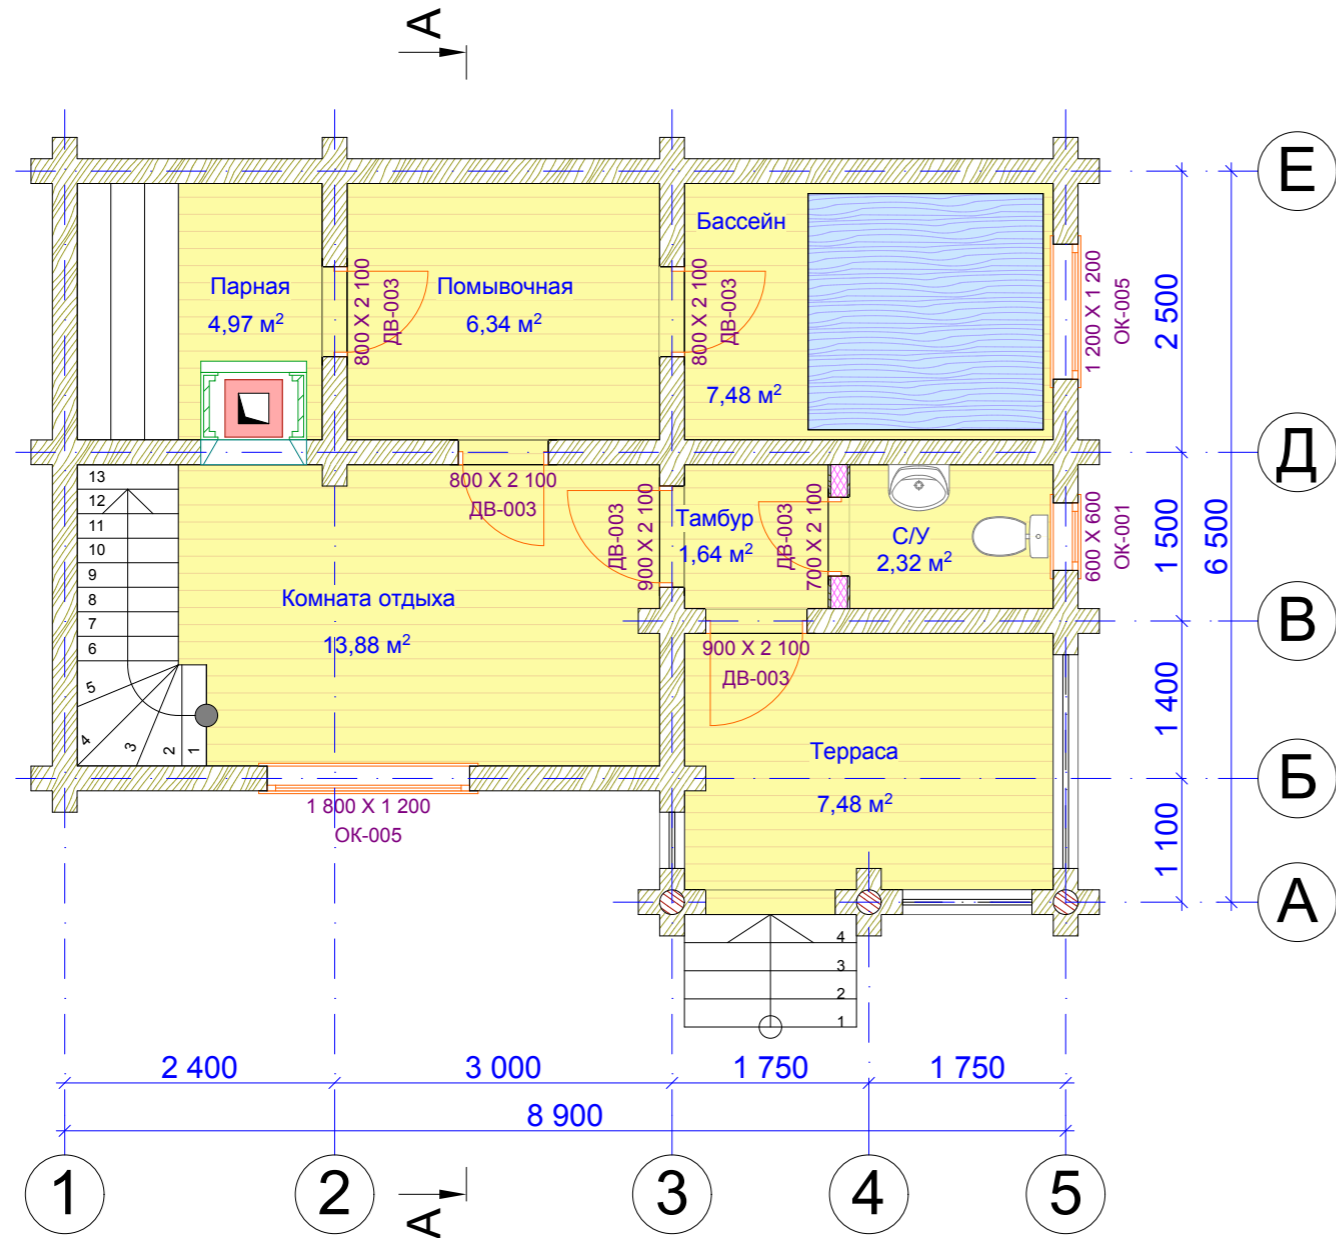 А
Е
Бассейн
Парная
4,97 м²
800 X 2 100
ДВ-003
Помывочная
6,34 м²
800 X 2 100
ДВ-003
7,48 м²
1 200 X 1 200
ОК-005
2 500
Д
13
12
11
10
9
8
7
6
5
4
3
2
1
800 X 2 100
ДВ-003
ДВ-003
900 X 2 100
Тамбур
1,64 м²
ДВ-003
700 X 2 100
С/У
2,32 м²
600 X 600
ОК-001
1 500
6 500
Комната отдыха
13,88 м²
В
900 X 2 100
ДВ-003
1 400
Терраса
7,48 м²
Б
1 800 X 1 200
ОК-005
1 100
А
4
3
2
1
2 400
3 000
1 750
1 750
8 900
1
2
3
4
5
А